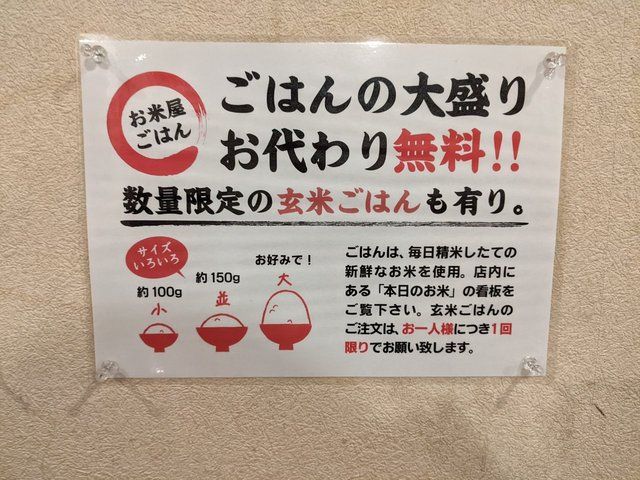 お米屋
ごはん
ごはんの大盛り
お代わり無料!!
数量限定の玄米ごはんも有り。
サイズ
いろいろ
約100g
小
約150g
並
お好みで！
大
ごはんは、毎日精米したての
新鮮なお米を使用。店内に
ある「本日のお米」の看板を
ご覧下さい。玄米ごはんの
ご注文は、お一人様につき1回
限りでお願い致します。